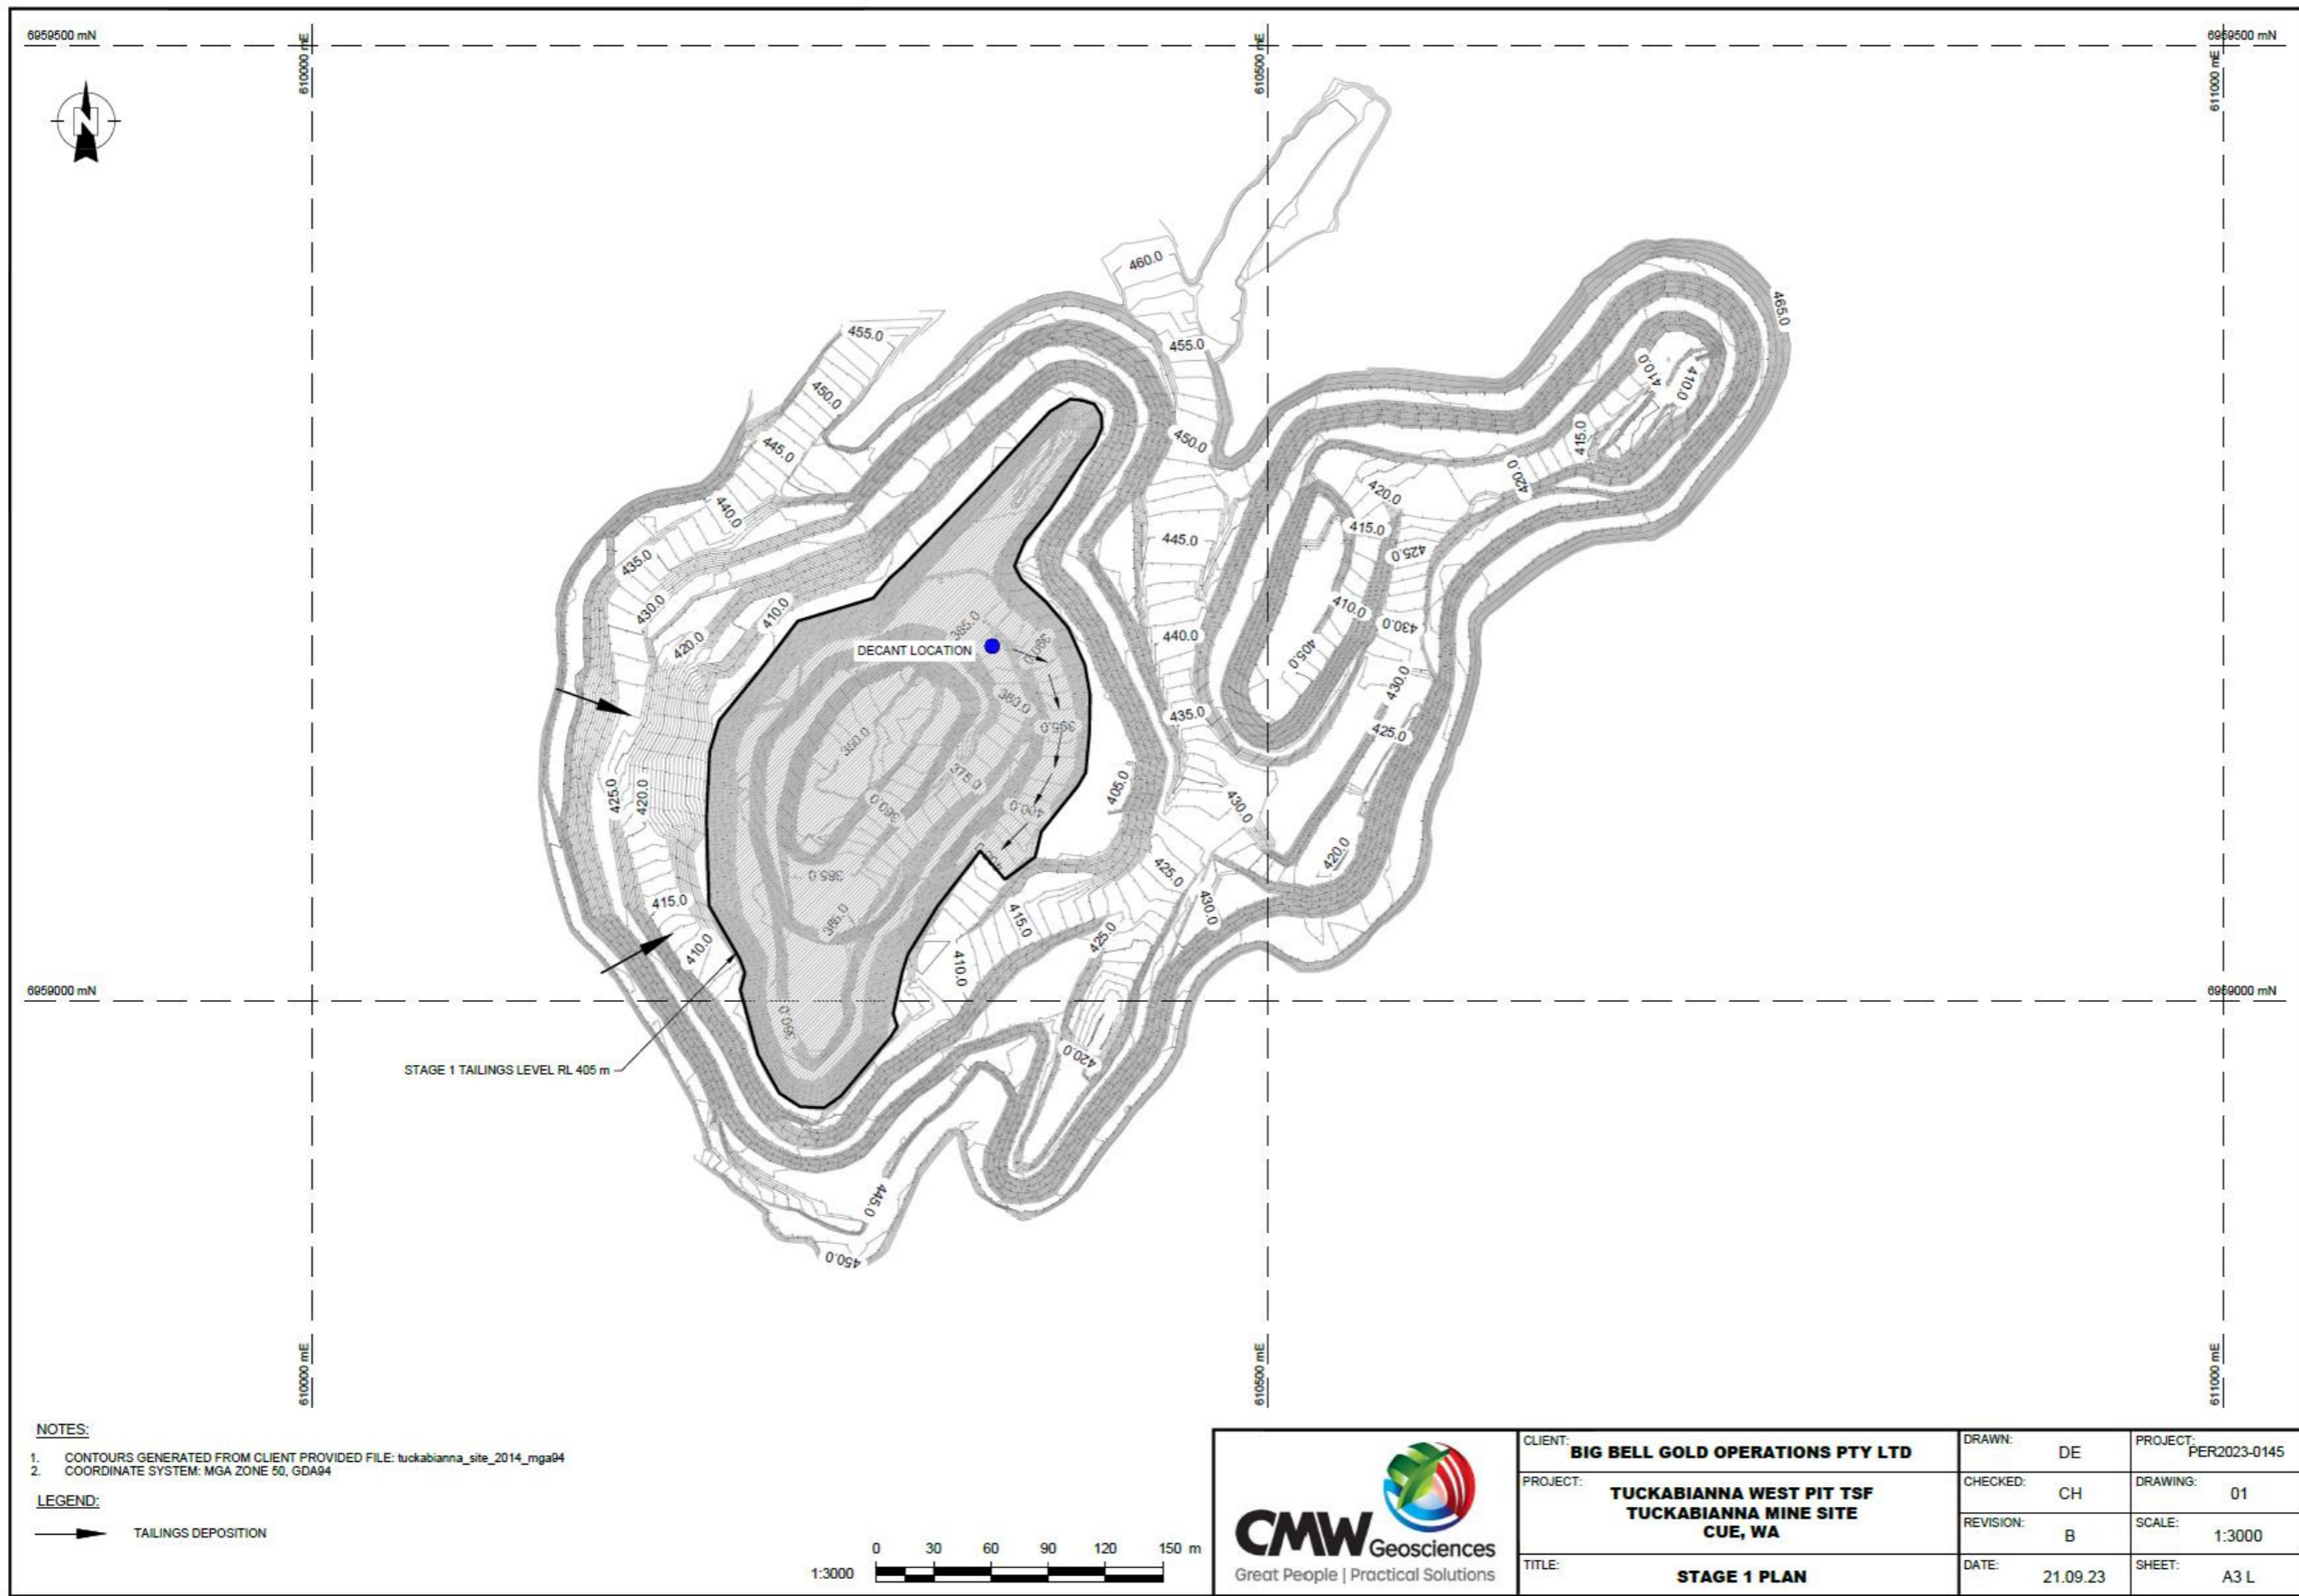 6959500 mN
610000 mE
610500 mE
6959500 mN
611000 mE
N
460.0
455.0
455.0
465.0
450.0
450.0
445.0
440.0
435.0
430.0
420.0
410.0
410.0
410.0
415.0
420.0
420.0
415.0
425.0
445.0
410.0
430.0
440.0
405.0
385.0
390.0
DECANT LOCATION
380.0
395.0
435.0
430.0
425.0
350.0
375.0
360.0
400.0
405.0
430.0
425.0
420.0
420.0
425.0
430.0
415.0
410.0
385.0
415.0
425.0
410.0
6959000 mN
6959000 mN
420.0
STAGE 1 TAILINGS LEVEL RL 405 m
445.0
450.0
610000 mE
610500 mE
611000 mE
NOTES:
1. CONTOURS GENERATED FROM CLIENT PROVIDED FILE: tuckabianna_site_2014_mga94
2. COORDINATE SYSTEM: MGA ZONE 50, GDA94
LEGEND:
TAILINGS DEPOSITION
0 30 60 90 120 150 m
1:3000
CMW Geosciences
Great People | Practical Solutions
CLIENT: BIG BELL GOLD OPERATIONS PTY LTD
PROJECT: TUCKABIANNA WEST PIT TSF
TUCKABIANNA MINE SITE
CUE, WA
TITLE: STAGE 1 PLAN
DRAWN: DE
CHECKED: CH
REVISION: B
DATE: 21.09.23
PROJECT: PER2023-0145
DRAWING: 01
SCALE: 1:3000
SHEET: A3 L